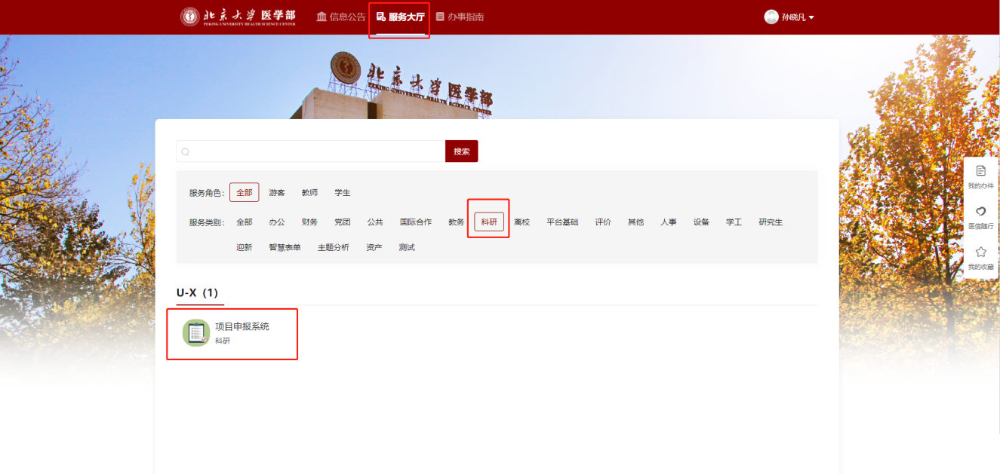 北京大学 医学部
PEKING UNIVERSITY HEALTH SCIENCE CENTER
信息公告 服务大厅 办事指南 孙晓凡
北京大学医学部
PEKING UNIVERSITY HEALTH SCIENCE CENTER
搜索
服务角色: 全部 游客 教师 学生
服务类别: 全部 办公 财务 党团 公共 国际合作 教务 科研 离校 平台基础 评价 其他 人事 设备 学工 研究生
迎新 智慧表单 主题分析 资产 测试
我的办件
医信随行
我的收藏
U-X（1）
项目申报系统
科研